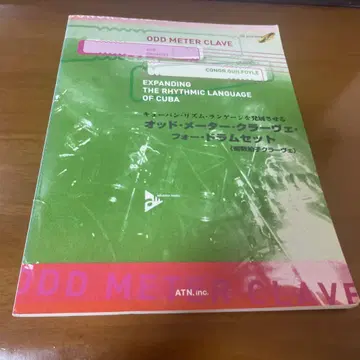 ODD METER CLAVE
CONOR GUILFOYLE
EXPANDING
THE RHYTHMIC LANGUAGE
OF CUBA
キューバン・リズム・ランゲージを発展させる
オッド・メーター・クラーヴェ・
フォー・ドラムセット
ATN, inc.
ODD METER CLAVE